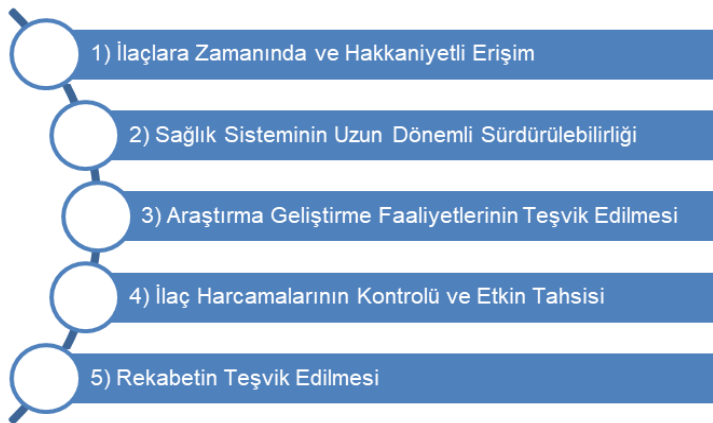 1) İlaçlara Zamanında ve Hakkaniyetli Erişim
2) Sağlık Sisteminin Uzun Dönemli Sürdürülebilirliği
3) Araştırma Geliştirme Faaliyetlerinin Teşvik Edilmesi
4) İlaç Harcamalarının Kontrolü ve Etkin Tahsisi
5) Rekabetin Teşvik Edilmesi